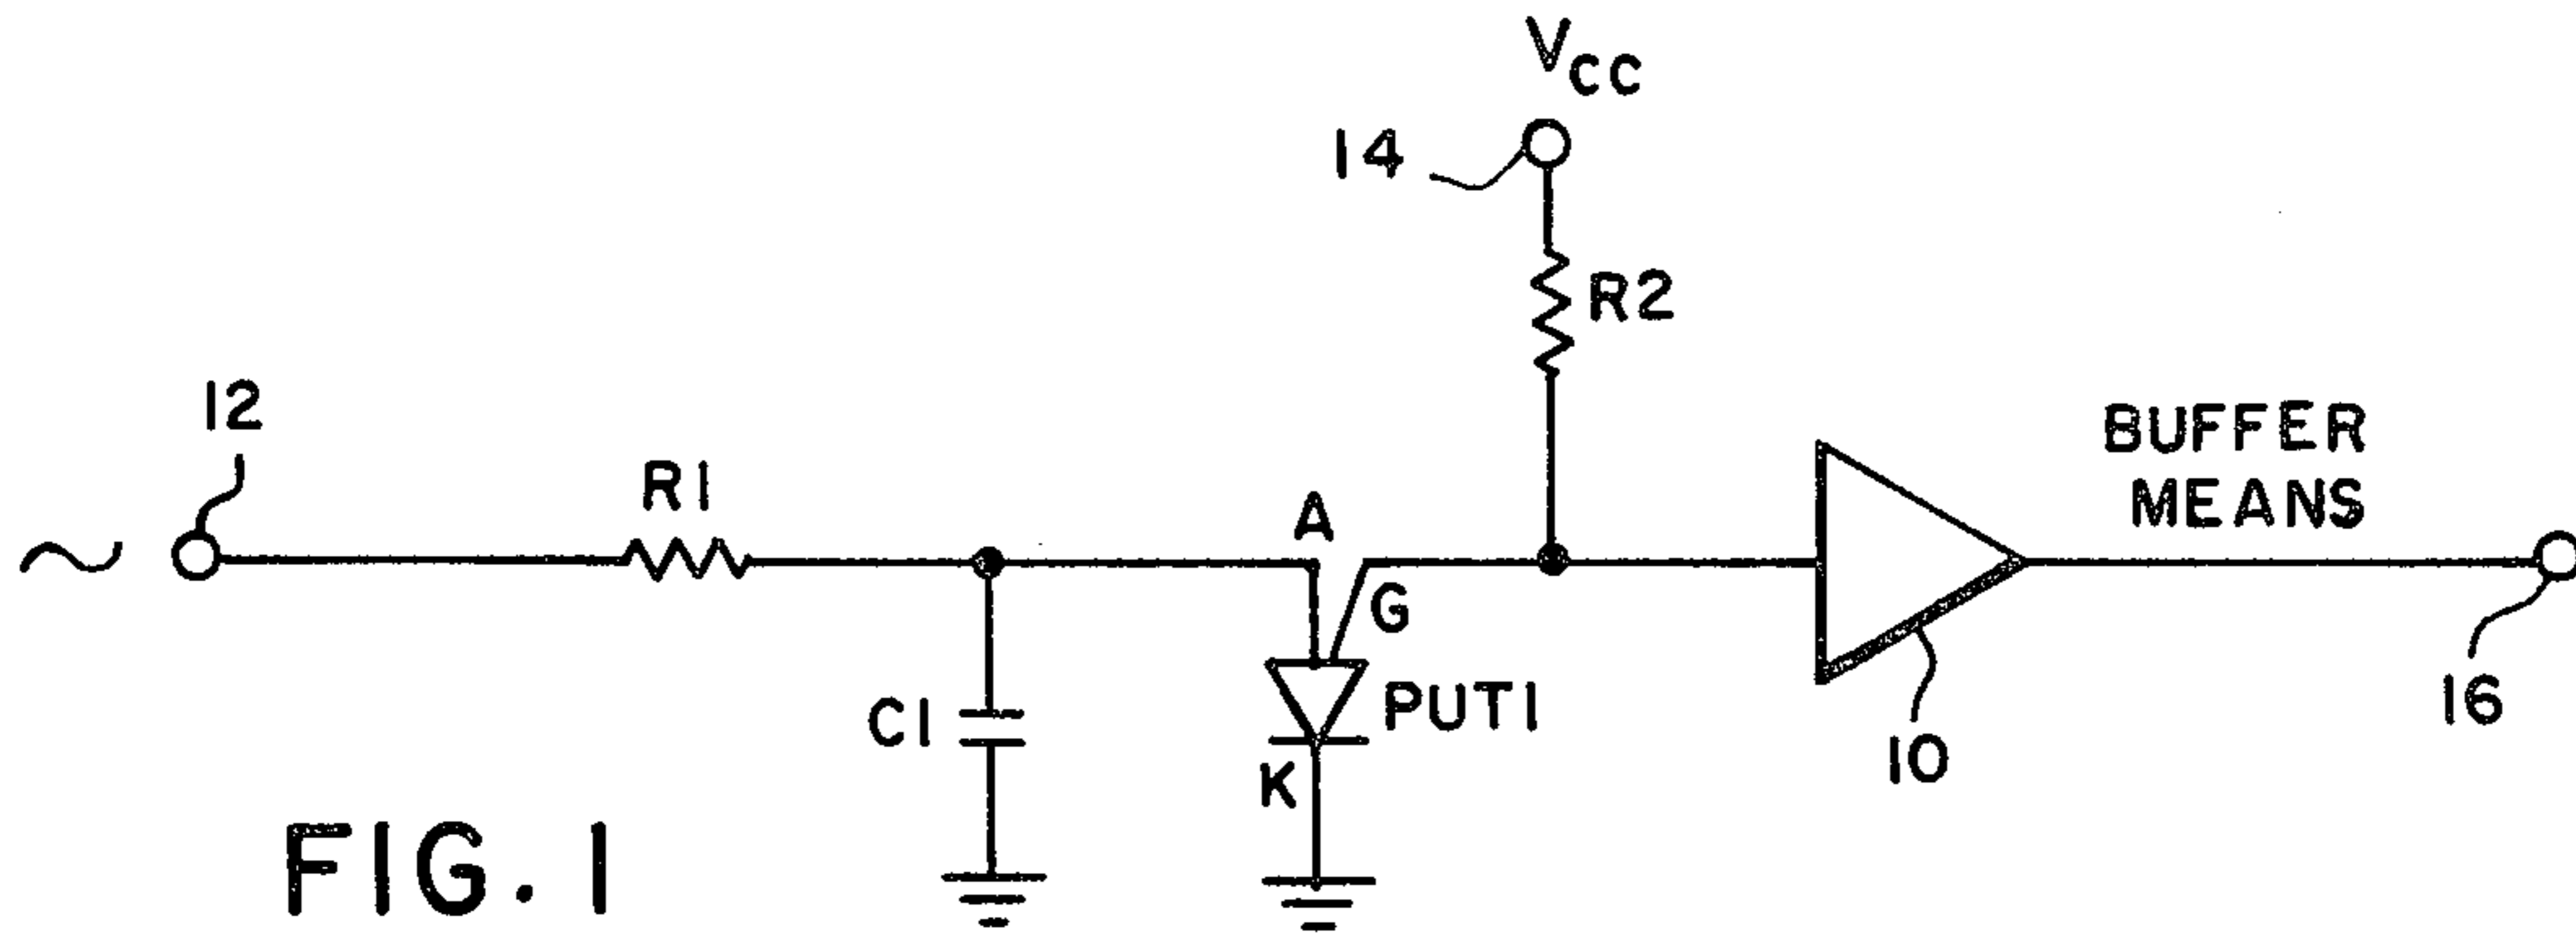 VCC
14
R2
12
R1
A
G
BUFFER
MEANS
C1
PUT1
K
10
16
FIG. 1